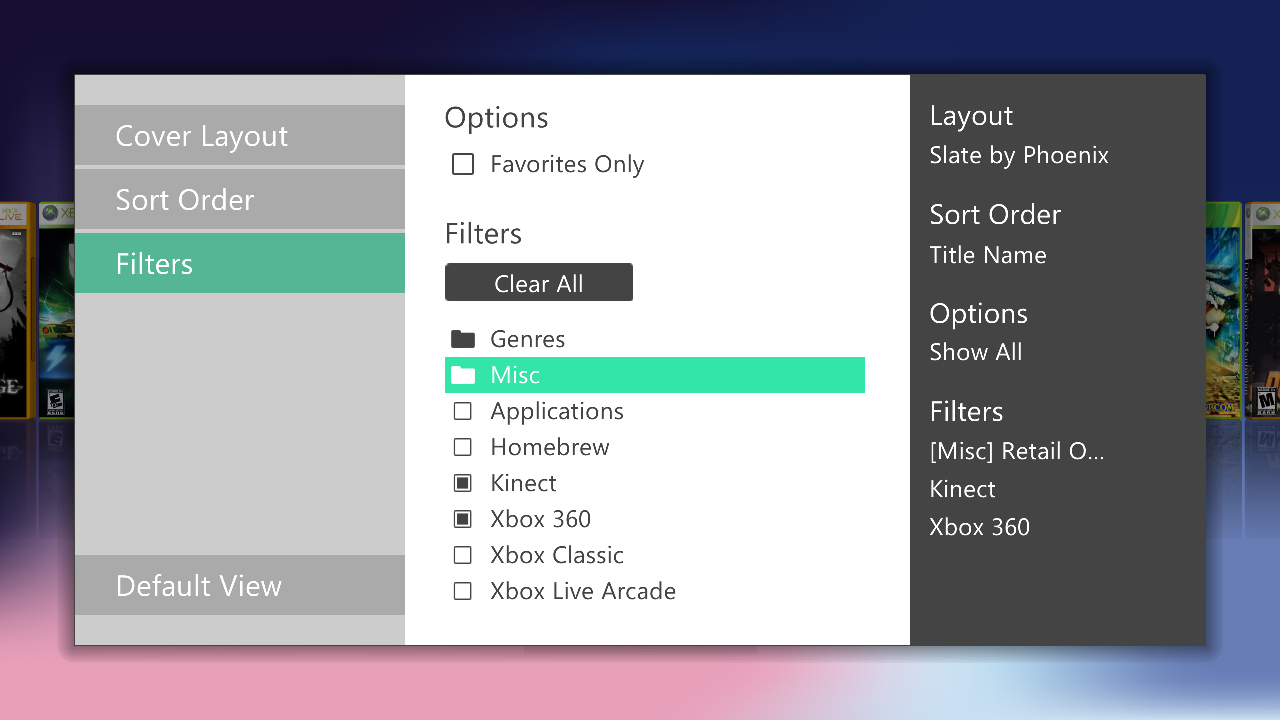 Cover Layout
Sort Order
Filters
Default View
Options
Favorites Only
Filters
Clear All
Genres
Misc
Applications
Homebrew
Kinect
Xbox 360
Xbox Classic
Xbox Live Arcade
Layout
Slate by Phoenix
Sort Order
Title Name
Options
Show All
Filters
[Misc] Retail O...
Kinect
Xbox 360